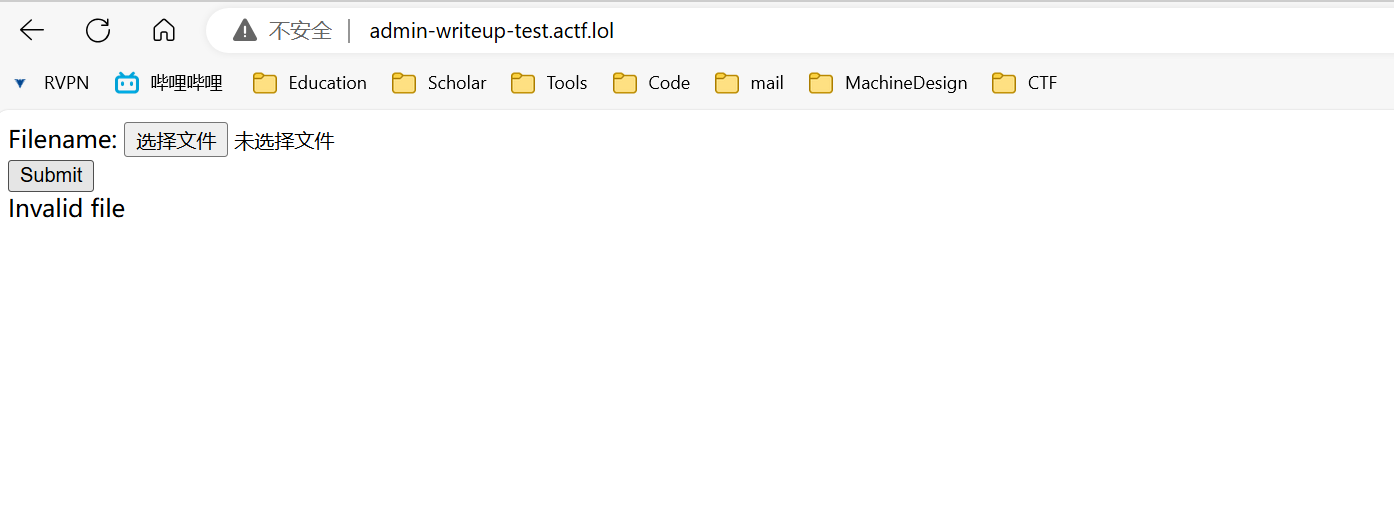 不安全 | admin-writeup-test.actf.lol
RVPN 哔哩哔哩 Education Scholar Tools Code mail MachineDesign CTF
Filename: 选择文件 未选择文件
Submit
Invalid file